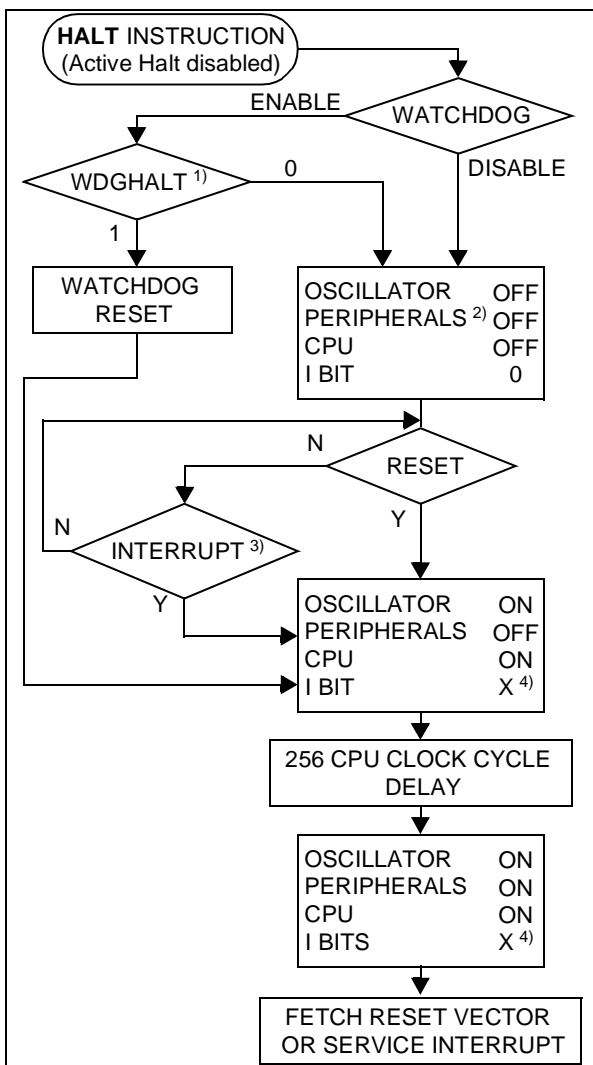 HALT INSTRUCTION
(Active Halt disabled)
ENABLE
WATCHDOG
WDGHALT 1)
0
DISABLE
1
WATCHDOG
RESET
OSCILLATOR OFF
PERIPHERALS 2) OFF
CPU OFF
I BIT 0
N
RESET
N
Y
INTERRUPT 3)
Y
OSCILLATOR ON
PERIPHERALS OFF
CPU ON
I BIT X 4)
256 CPU CLOCK CYCLE
DELAY
OSCILLATOR ON
PERIPHERALS ON
CPU ON
I BITS X 4)
FETCH RESET VECTOR
OR SERVICE INTERRUPT